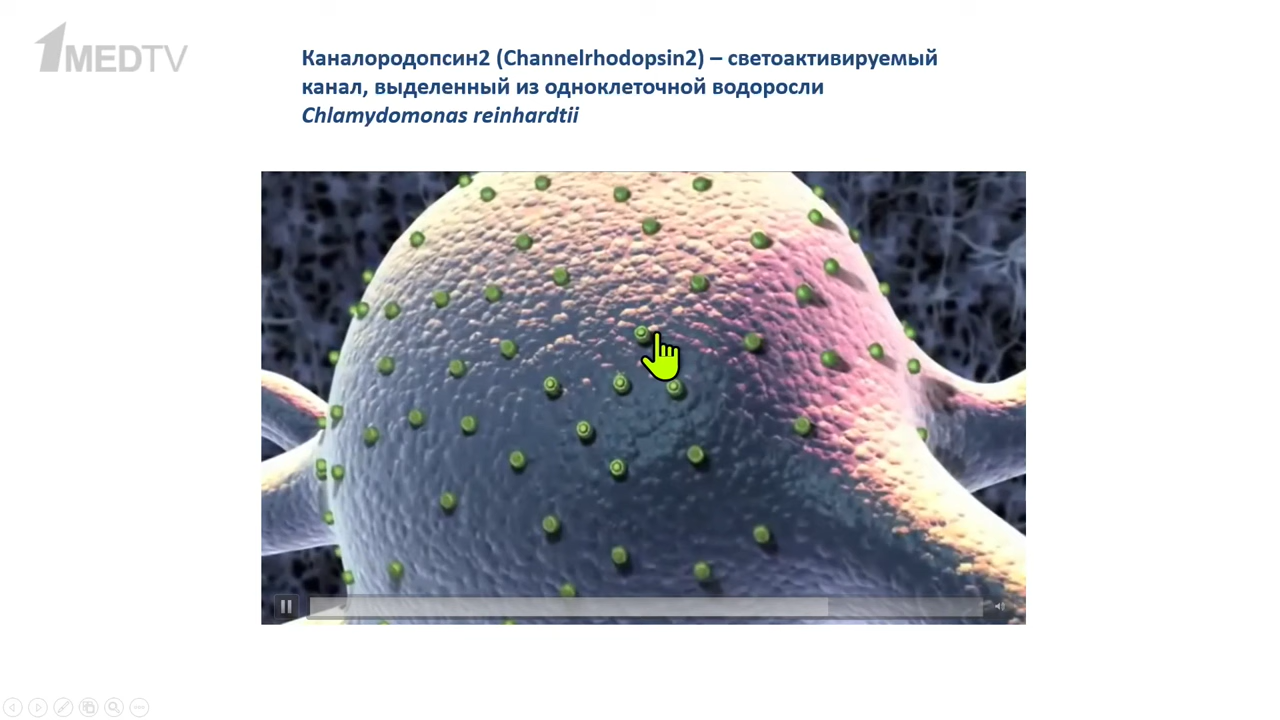 1MEDTV
Каналородопсин2 (Channelrhodopsin2) – светоактивируемый
канал, выделенный из одноклеточной водоросли
Chlamydomonas reinhardtii